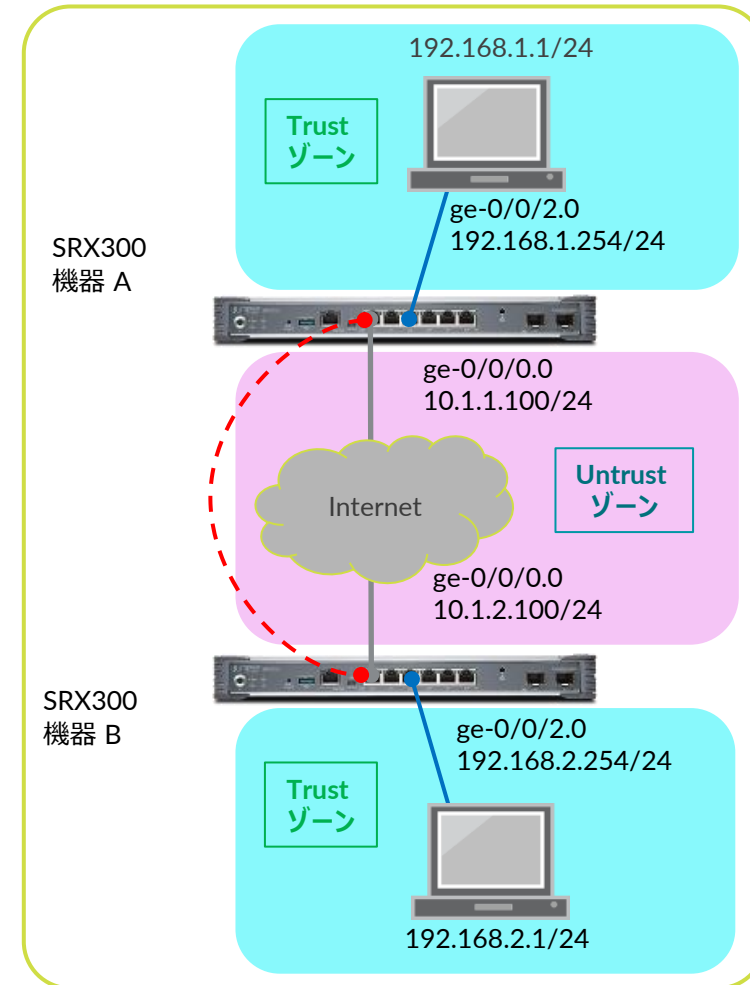 192.168.1.1/24
Trust
ゾーン
ge-0/0/2.0
192.168.1.254/24
SRX300
機器 A
ge-0/0/0.0
10.1.1.100/24
Untrust
ゾーン
Internet
ge-0/0/0.0
10.1.2.100/24
SRX300
機器 B
ge-0/0/2.0
192.168.2.254/24
Trust
ゾーン
192.168.2.1/24